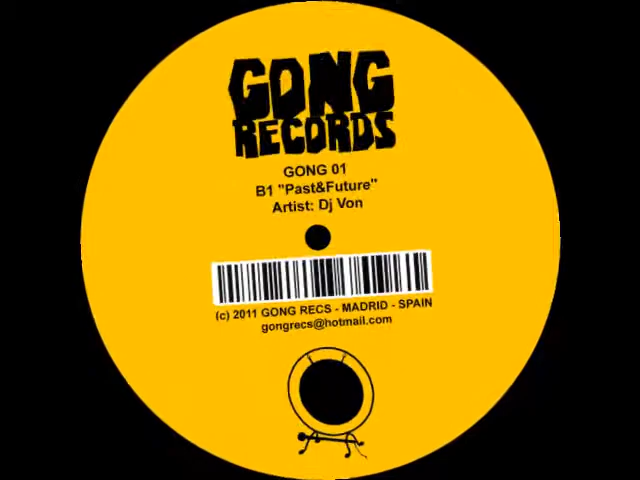 GONG
RECORDS
GONG 01
B1 "Past&Future"
Artist: Dj Von
(c) 2011 GONG RECS - MADRID - SPAIN
gongrecs@hotmail.com